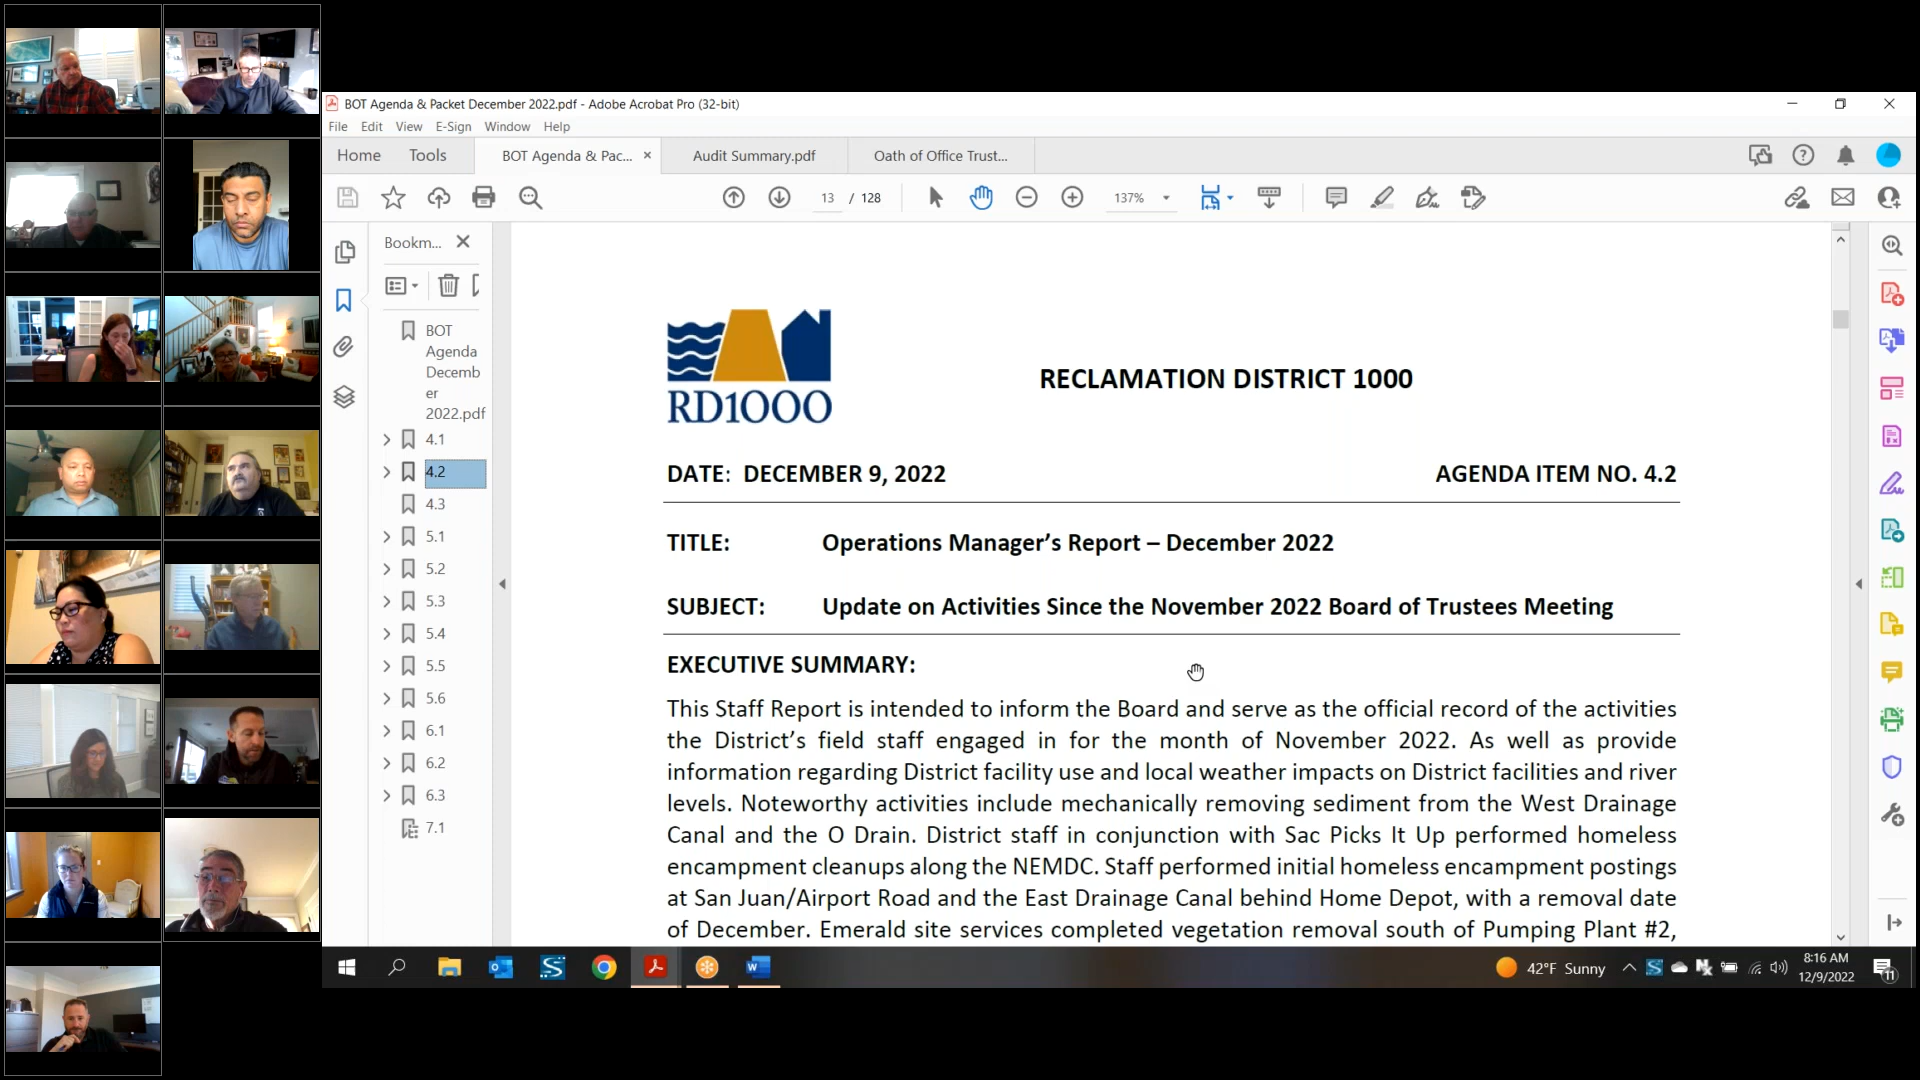 BOT Agenda & Packet December 2022.pdf - Adobe Acrobat Pro (32-bit)
File Edit View E-Sign Window Help
Home Tools BOT Agenda & Pac... Audit Summary.pdf Oath of Office Trust...
13 / 128 137%
Bookm...
BOT
Agenda
Decemb
er
2022.pdf
4.1
4.2
4.3
5.1
5.2
5.3
5.4
5.5
5.6
6.1
6.2
6.3
7.1
RD1000
RECLAMATION DISTRICT 1000
DATE: DECEMBER 9, 2022 AGENDA ITEM NO. 4.2
TITLE: Operations Manager’s Report – December 2022
SUBJECT: Update on Activities Since the November 2022 Board of Trustees Meeting
EXECUTIVE SUMMARY:
This Staff Report is intended to inform the Board and serve as the official record of the activities
the District’s field staff engaged in for the month of November 2022. As well as provide
information regarding District facility use and local weather impacts on District facilities and river
levels. Noteworthy activities include mechanically removing sediment from the West Drainage
Canal and the O Drain. District staff in conjunction with Sac Picks It Up performed homeless
encampment cleanups along the NEMDC. Staff performed initial homeless encampment postings
at San Juan/Airport Road and the East Drainage Canal behind Home Depot, with a removal date
of December. Emerald site services completed vegetation removal south of Pumping Plant #2,
42°F Sunny
8:16 AM
12/9/2022
11